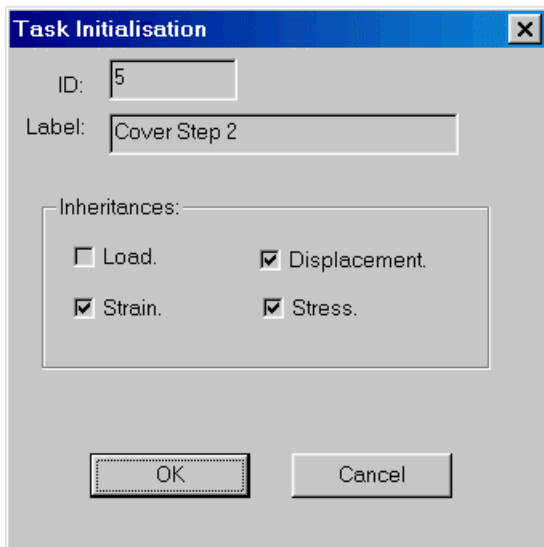 Task Initialisation
ID: 5
Label: Cover Step 2
Inheritances:
Load. Displacement.
Strain. Stress.
OK Cancel